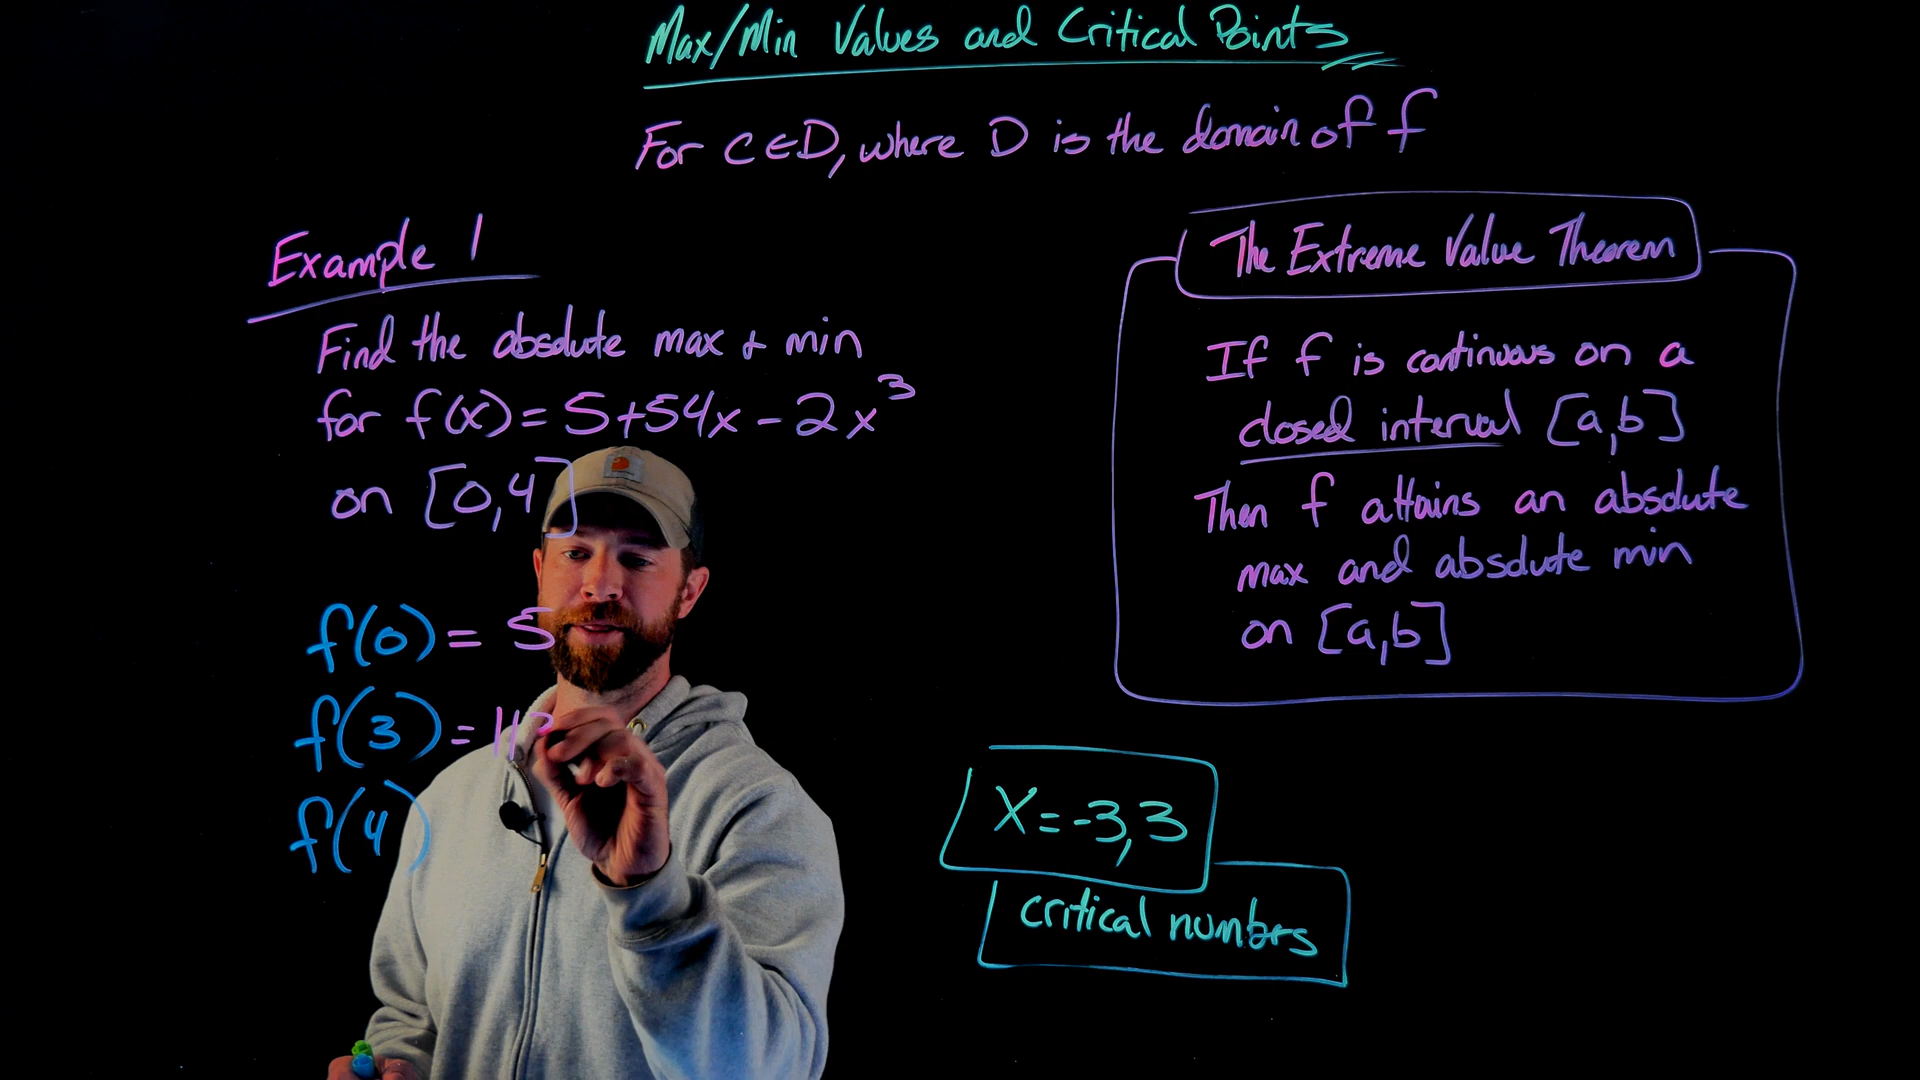 Max/Min Values and Critical Points
For C∈D, where D is the domain of f
Example 1
Find the absolute max + min
for f(x) = 5+54x - 2x³
on [0,4]
f(0) = 5
f(3) = 113
f(4)
The Extreme Value Theorem
If f is continuous on a
closed interval [a,b]
Then f attains an absolute
max and absolute min
on [a,b]
X = -3,3
critical numbers